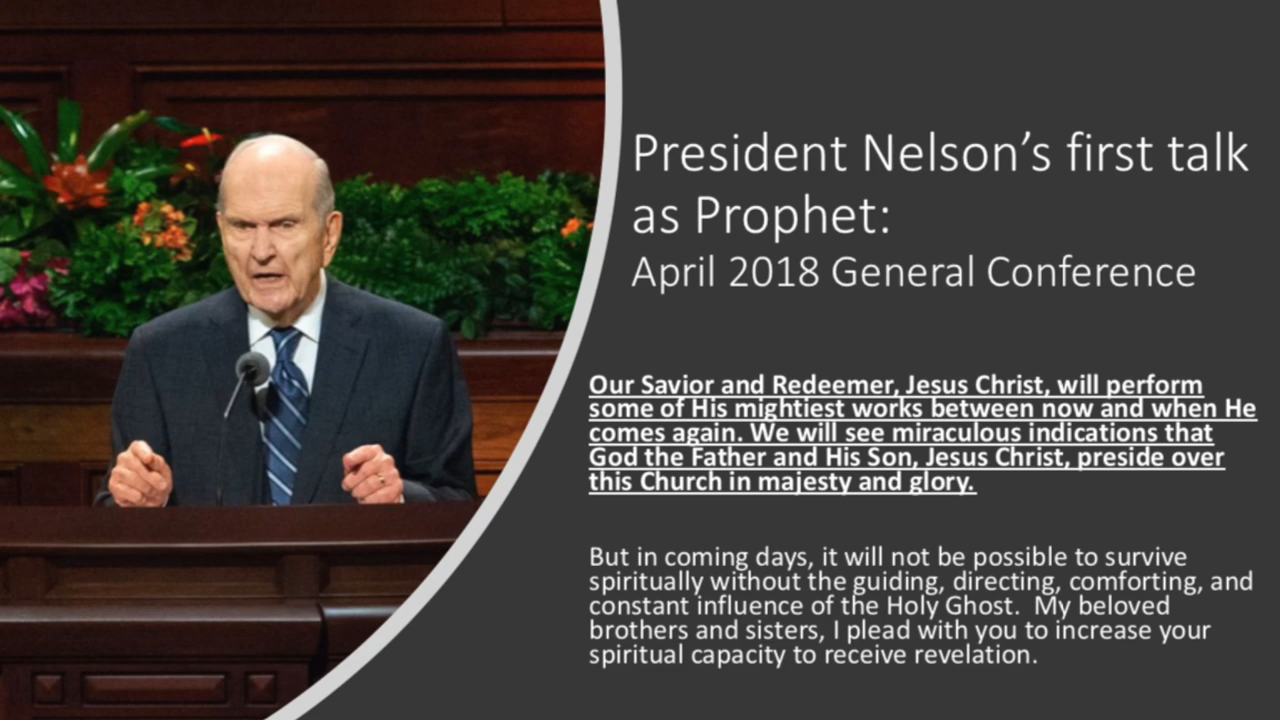 President Nelson’s first talk
as Prophet:
April 2018 General Conference
Our Savior and Redeemer, Jesus Christ, will perform
some of His mightiest works between now and when He
comes again. We will see miraculous indications that
God the Father and His Son, Jesus Christ, preside over
this Church in majesty and glory.
But in coming days, it will not be possible to survive
spiritually without the guiding, directing, comforting, and
constant influence of the Holy Ghost.  My beloved
brothers and sisters, I plead with you to increase your
spiritual capacity to receive revelation.